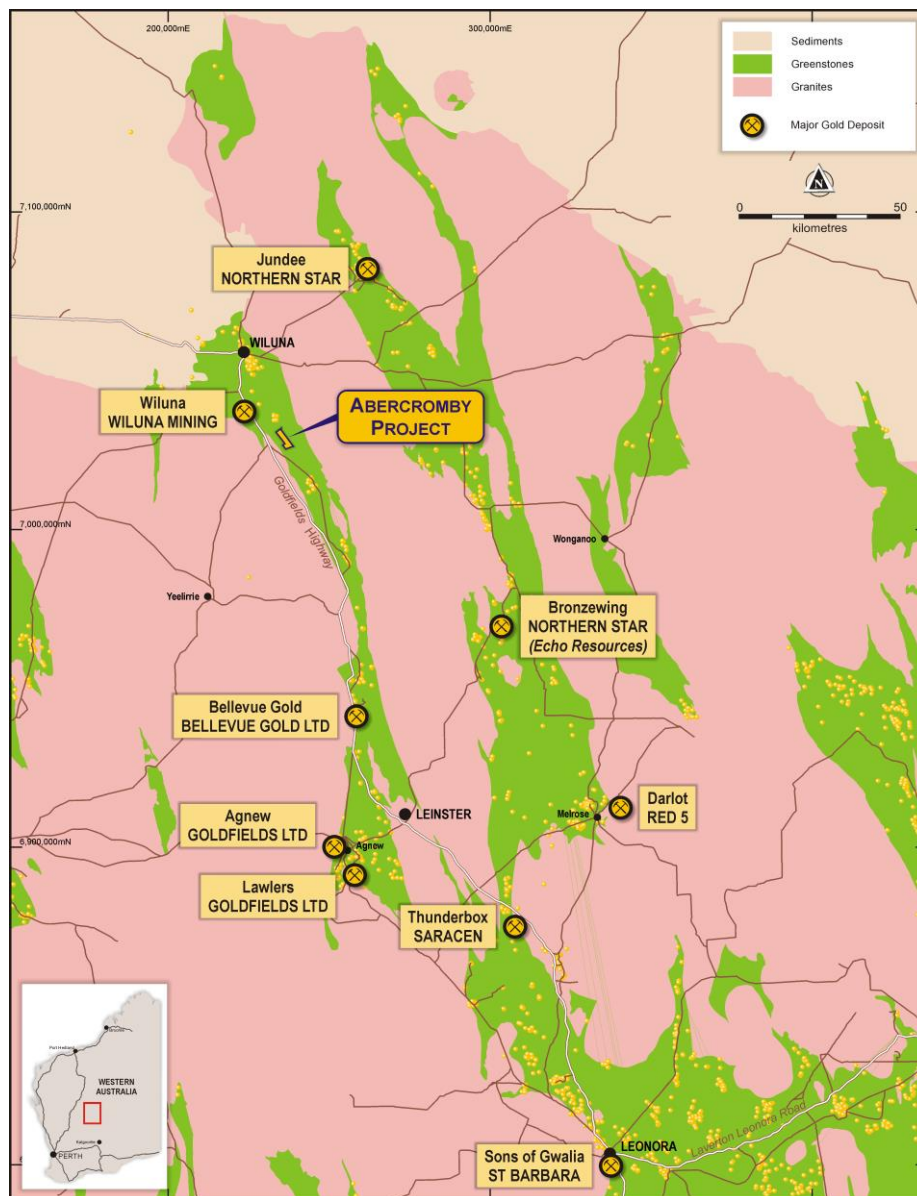 200,000mE
300,000mE
Sediments
Greenstones
Granites
Major Gold Deposit
N
0
50
kilometres
7,100,000mN
Jundee
NORTHERN STAR
WILUNA
Wiluna
WILUNA MINING
ABERCROMBY
PROJECT
Goldfields Highway
7,000,000mN
Wonganoo
Yeelirrie
Bronzewing
NORTHERN STAR
(Echo Resources)
Bellevue Gold
BELLEVUE GOLD LTD
Agnew
GOLDFIELDS LTD
LEINSTER
Melrose
Darlot
RED 5
6,900,000mN
Agnew
Lawlers
GOLDFIELDS LTD
Thunderbox
SARACEN
Port Hedland
WESTERN
AUSTRALIA
Kalgoorlie
PERTH
Laverton Leonora Road
LEONORA
Sons of Gwalia
ST BARBARA